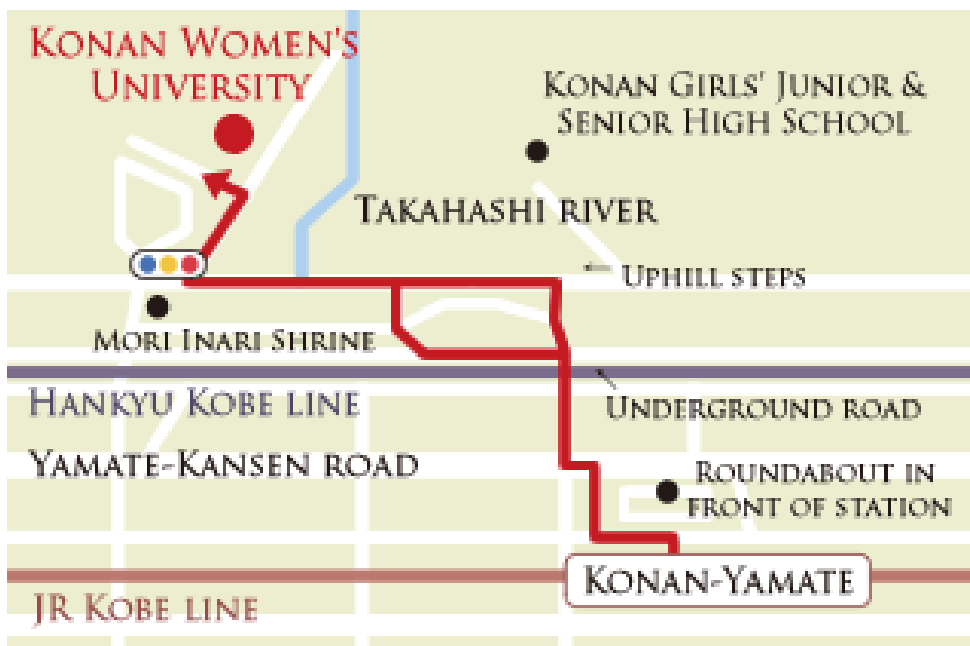 Konan Women's
University
Konan Girls' Junior &
Senior High School
Takahashi river
← Uphill steps
Mori Inari Shrine
Hankyu Kobe line
Underground road
Yamate-Kansen road
Roundabout in
front of station
Konan-Yamate
JR Kobe line